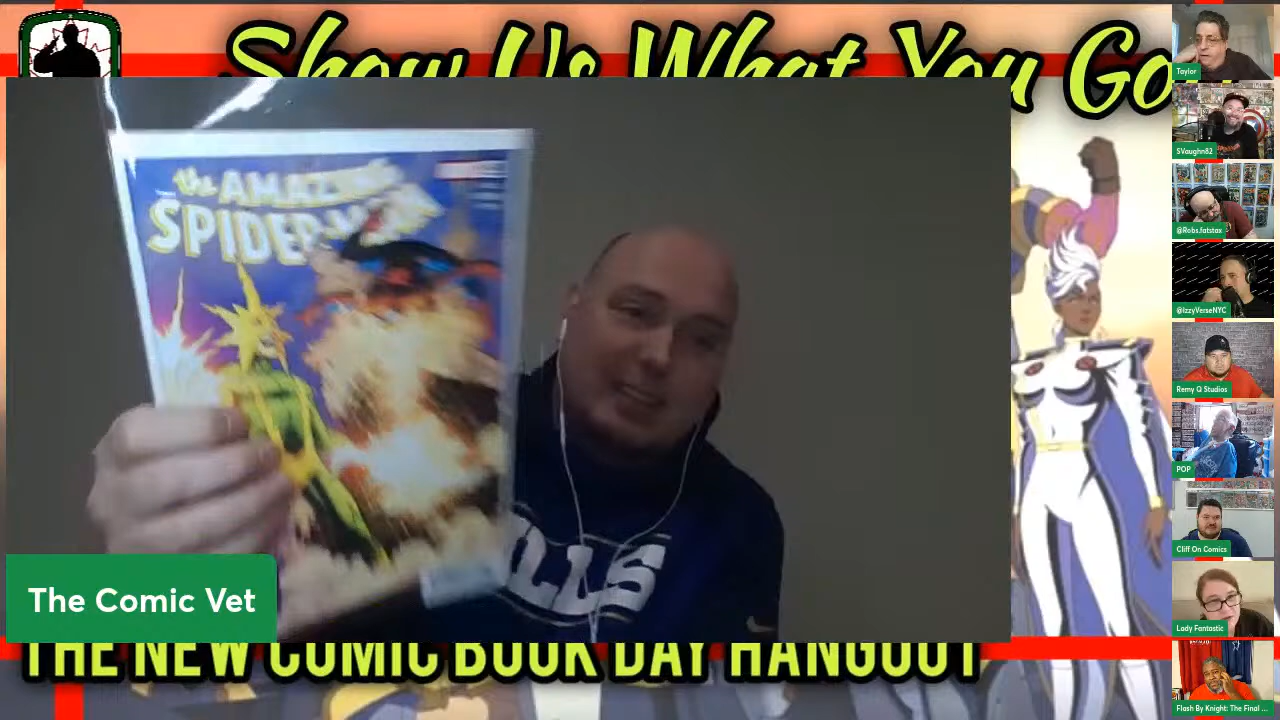 Show Us What You Go
the AMAZING
SPIDER-MAN
The Comic Vet
THE NEW COMIC BOOK DAY HANGOUT
Taylor
SVaughn82
@Robs.fatstax
@IzzyVerseNYC
Remy Q Studios
POP
Cliff On Comics
Lady Fantastic
Flash By Knight: The Final ...